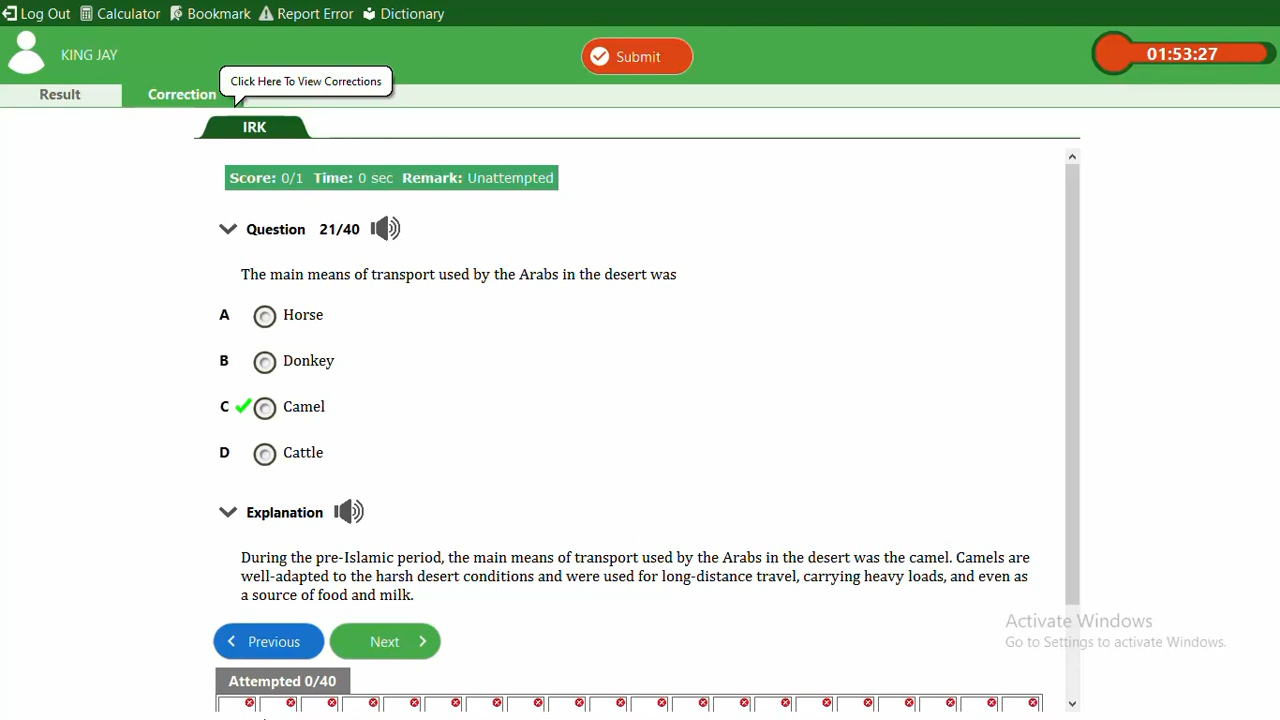 Log Out Calculator Bookmark Report Error Dictionary
KING JAY
Submit
01:53:27
Click Here To View Corrections
Result Correction
IRK
Score: 0/1 Time: 0 sec Remark: Unattempted
Question 21/40
The main means of transport used by the Arabs in the desert was
A Horse
B Donkey
C Camel
D Cattle
Explanation
During the pre-Islamic period, the main means of transport used by the Arabs in the desert was the camel. Camels are
well-adapted to the harsh desert conditions and were used for long-distance travel, carrying heavy loads, and even as
a source of food and milk.
Activate Windows
Go to Settings to activate Windows.
Previous Next
Attempted 0/40